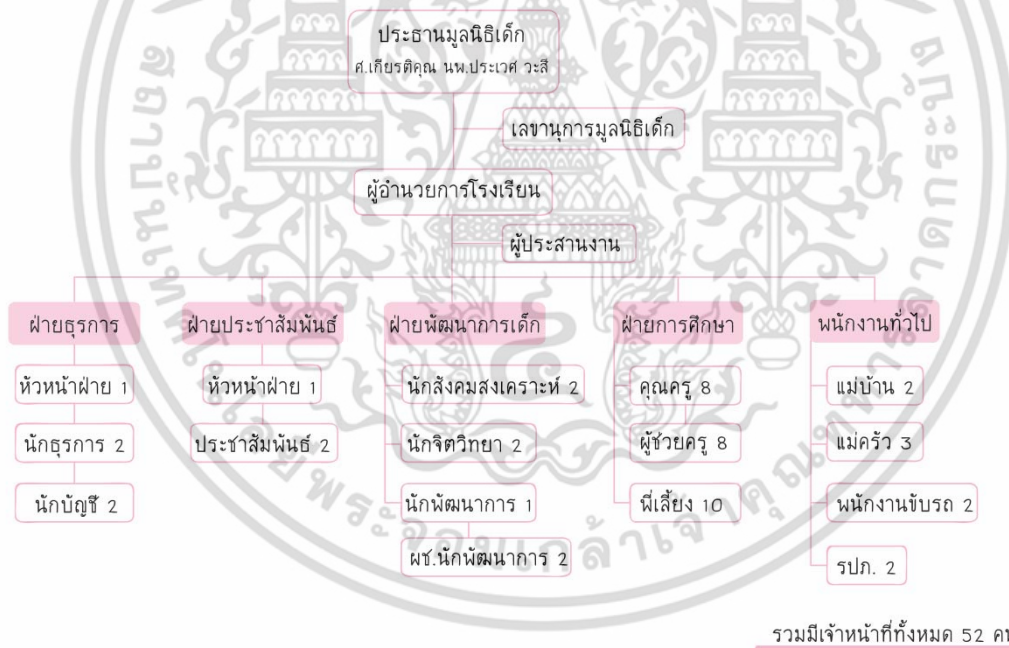 ประธานมูลนิธิเด็ก
ศ.เกียรติคุณ นพ.ประเวศ วะสี
เลขานุการมูลนิธิเด็ก
ผู้อำนวยการโรงเรียน
ผู้ประสานงาน
ฝ่ายธุรการ
หัวหน้าฝ่าย 1
นักธุรการ 2
นักบัญชี 2
ฝ่ายประชาสัมพันธ์
หัวหน้าฝ่าย 1
ประชาสัมพันธ์ 2
ฝ่ายพัฒนาการเด็ก
นักสังคมสงเคราะห์ 2
นักจิตวิทยา 2
นักพัฒนาการ 1
ผช.นักพัฒนาการ 2
ฝ่ายการศึกษา
คุณครู 8
ผู้ช่วยครู 8
พี่เลี้ยง 10
พนักงานทั่วไป
แม่บ้าน 2
แม่ครัว 3
พนักงานขับรถ 2
รปภ. 2
รวมมีเจ้าหน้าที่ทั้งหมด 52 คน